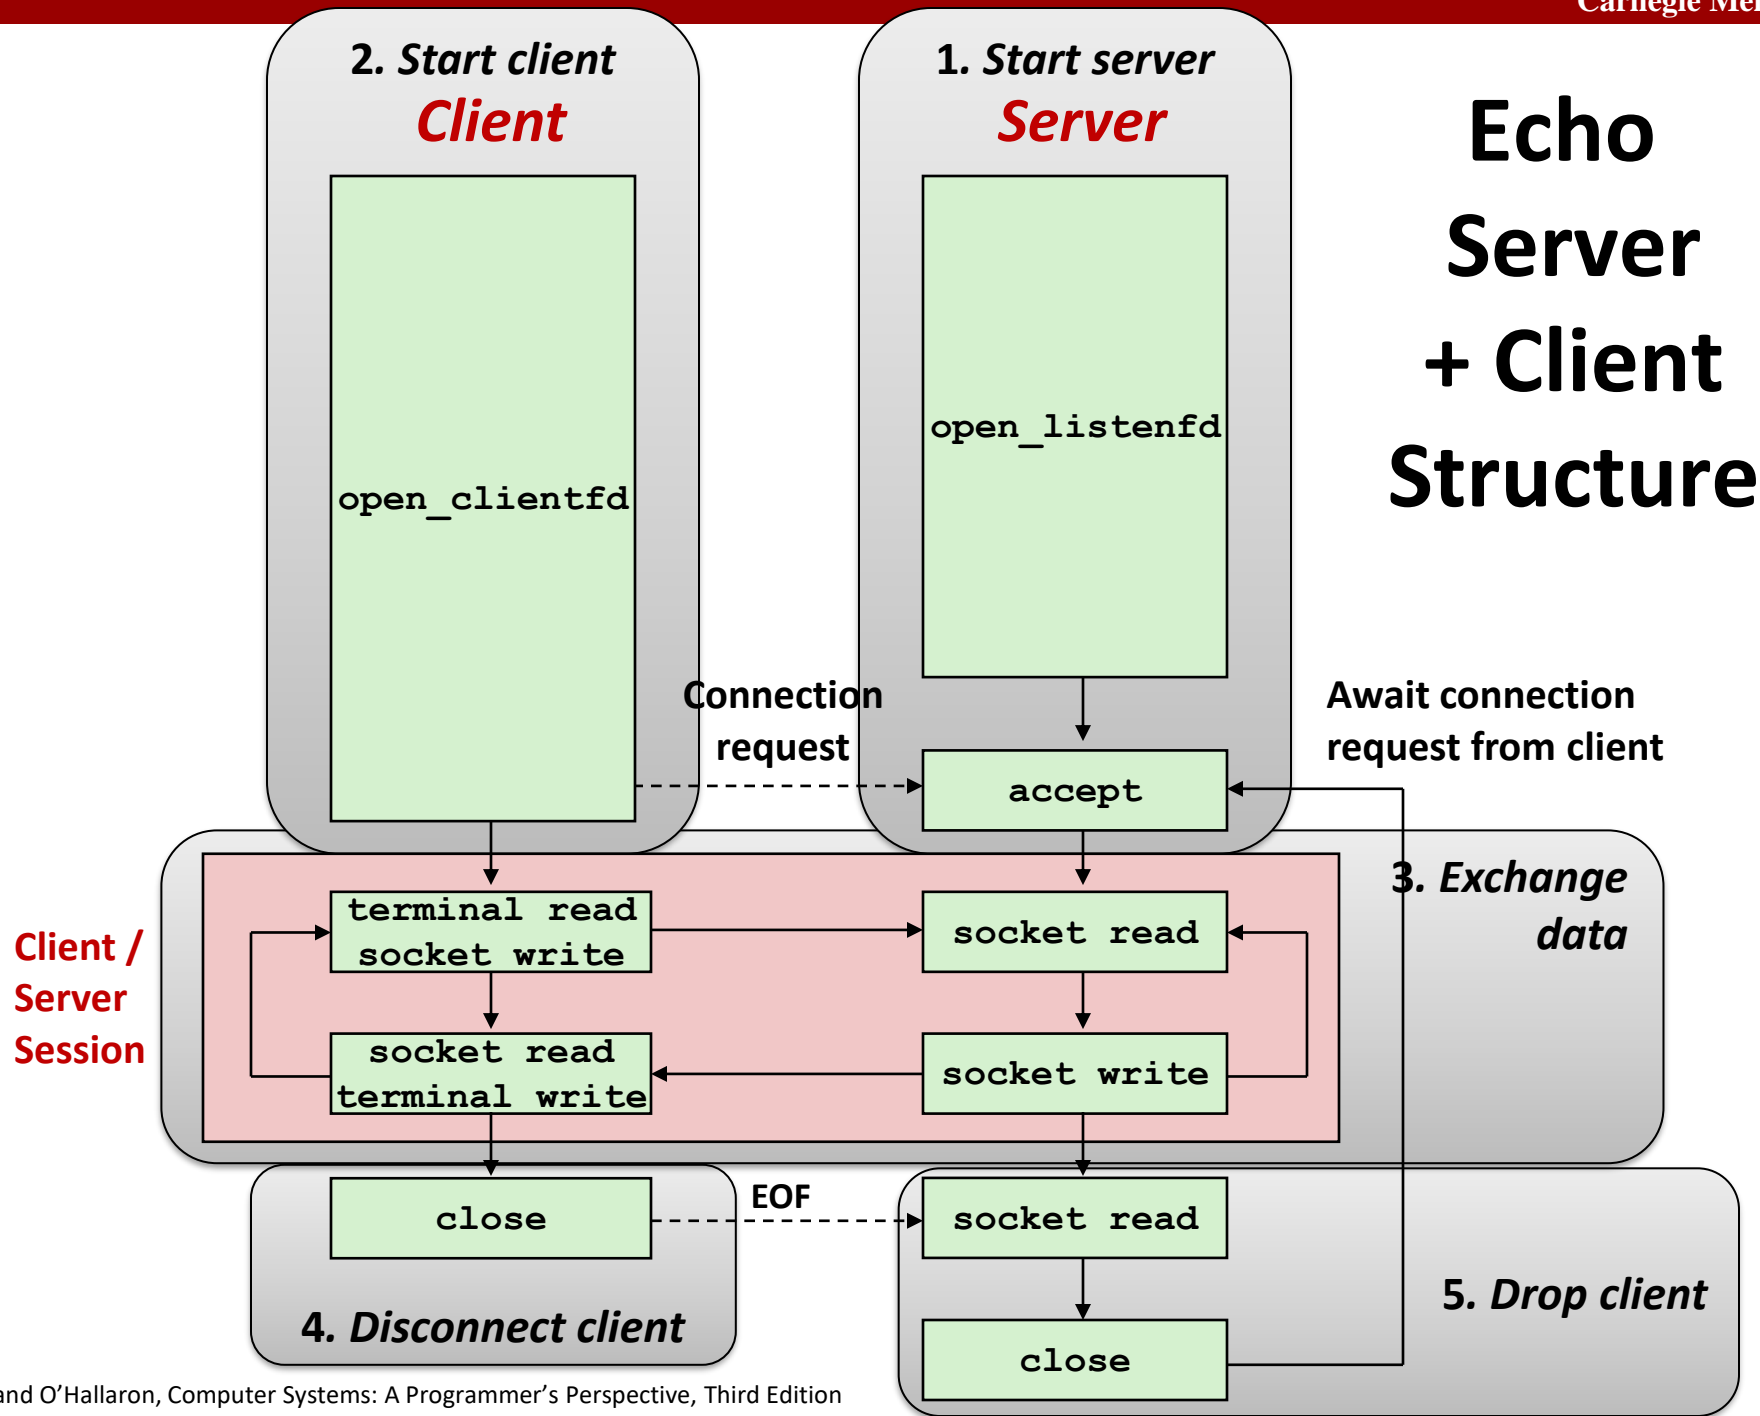 Carnegie
2. Start client
Client
1. Start server
Server
Echo
Server
+ Client
Structure
open_listenfd
open_clientfd
Connection
request
Await connection
request from client
accept
3. Exchange
data
Client /
Server
Session
terminal read
socket write
socket read
socket read
terminal write
socket write
close
EOF
socket read
4. Disconnect client
5. Drop client
close
and O'Hallaron, Computer Systems: A Programmer's Perspective, Third Edition